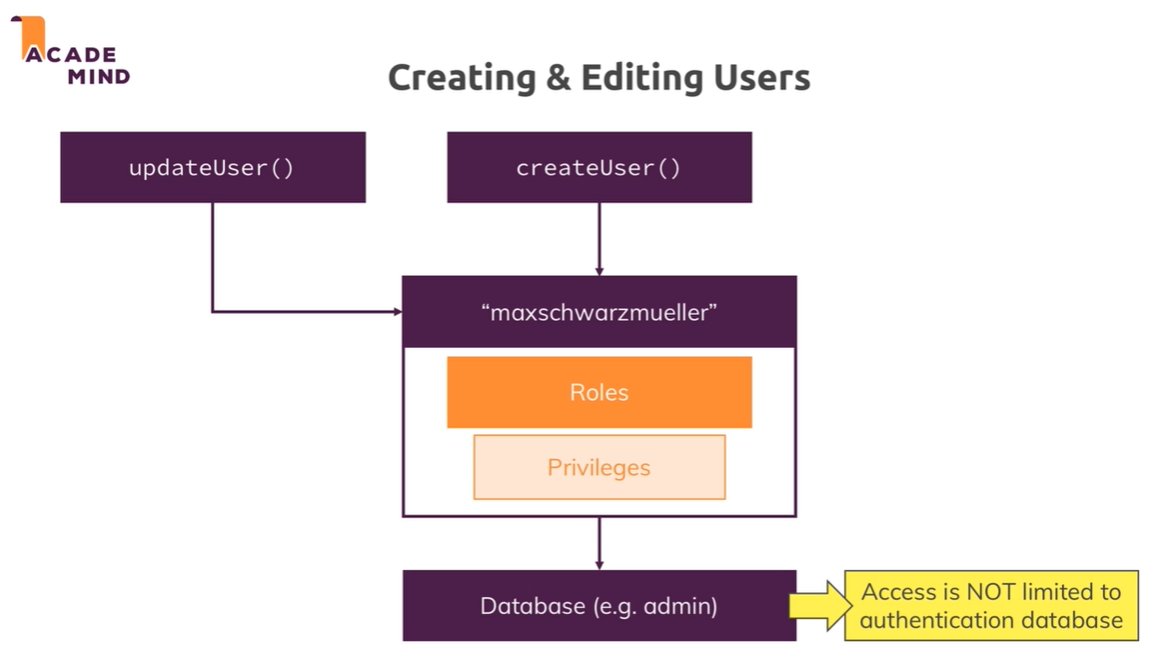 ACADE
MIND
Creating & Editing Users
updateUser()
createUser()
“maxschwarzmueller”
Roles
Privileges
Database (e.g. admin)
Access is NOT limited to
authentication database